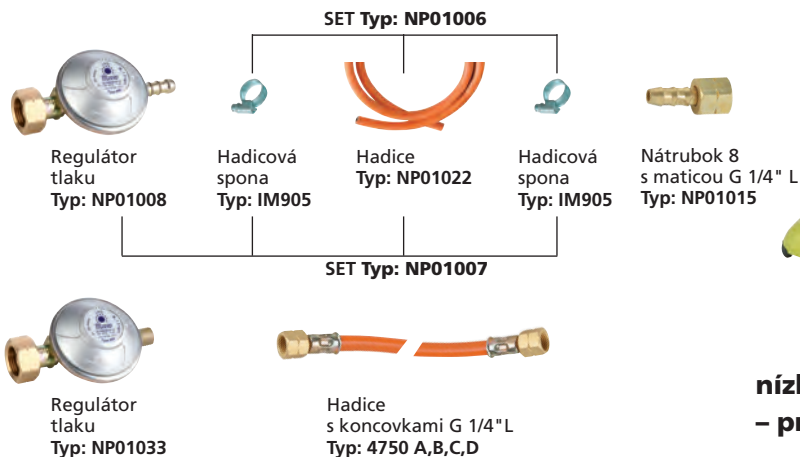 SET Typ: NP01006
Regulátor
tlaku
Typ: NP01008
Hadicová
spona
Typ: IM905
Hadice
Typ: NP01022
Hadicová
spona
Typ: IM905
Nátrubok 8
s maticou G 1/4" L
Typ: NP01015
SET Typ: NP01007
Regulátor
tlaku
Typ: NP01033
Hadice
s koncovkami G 1/4"L
Typ: 4750 A,B,C,D